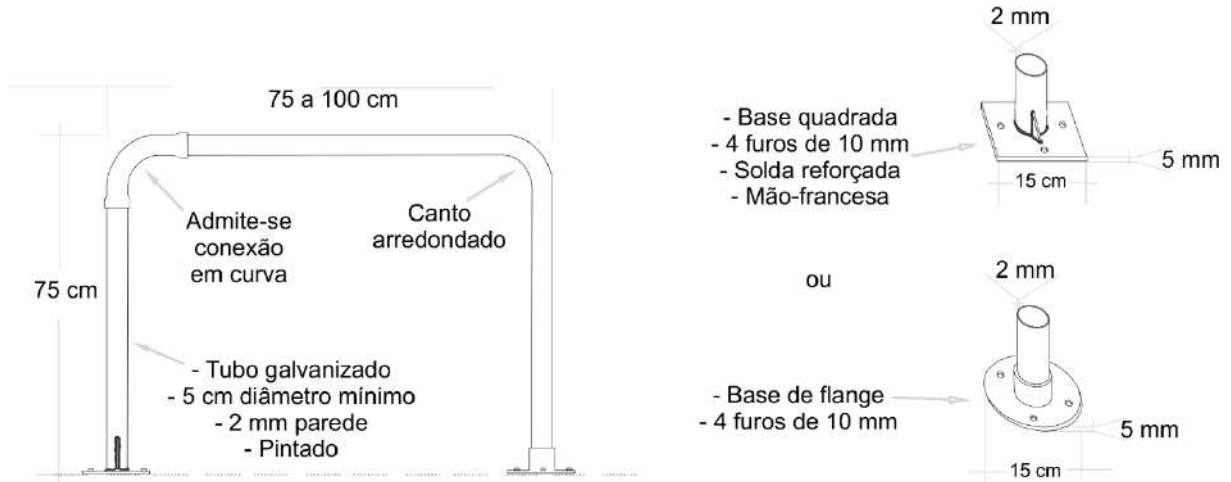 75 a 100 cm
Admite-se
conexão
em curva
Canto
arredondado
75 cm
- Tubo galvanizado
- 5 cm diâmetro mínimo
- 2 mm parede
- Pintado
2 mm
- Base quadrada
- 4 furos de 10 mm
- Solda reforçada
- Mão-francesa
5 mm
15 cm
ou
2 mm
- Base de flange
- 4 furos de 10 mm
5 mm
15 cm